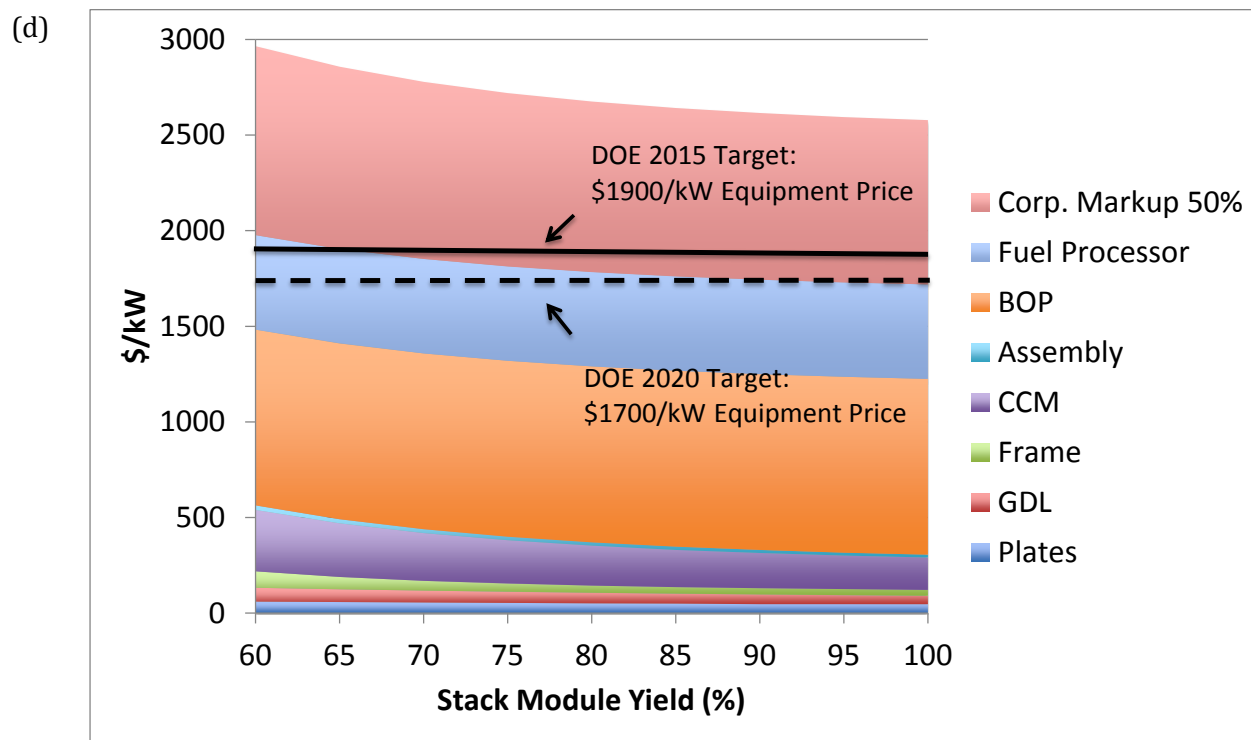 (d)
3000
2500
2000
1500
1000
500
0
$/kW
DOE 2015 Target:
$1900/kW Equipment Price
DOE 2020 Target:
$1700/kW Equipment Price
60 65 70 75 80 85 90 95 100
Stack Module Yield (%)
Corp. Markup 50%
Fuel Processor
BOP
Assembly
CCM
Frame
GDL
Plates